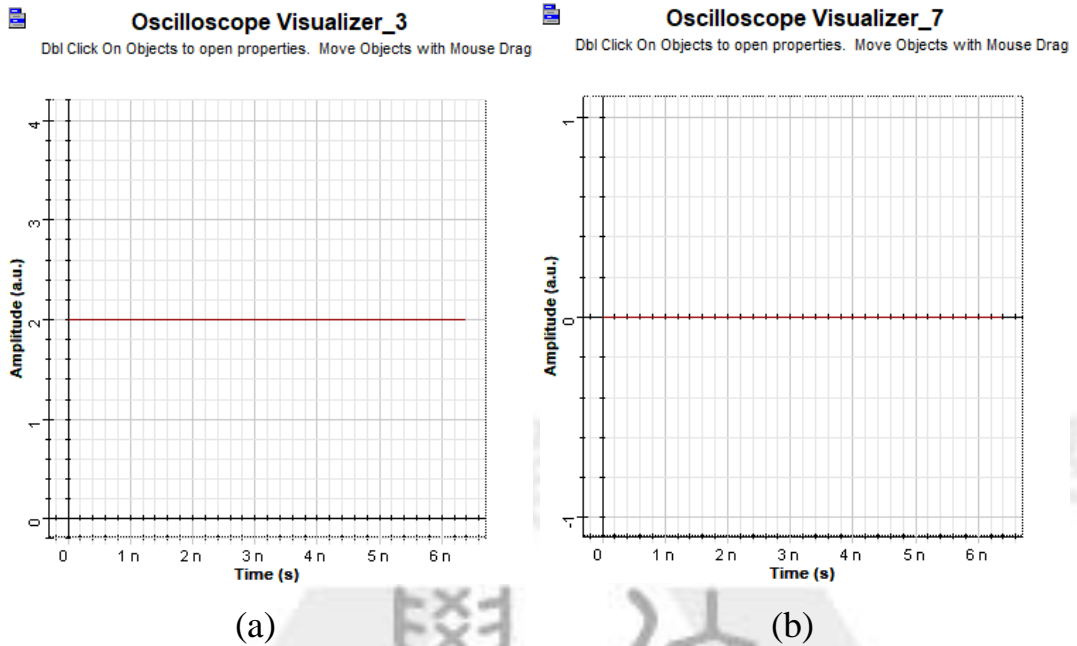 Oscilloscope Visualizer_3
Dbl Click On Objects to open properties. Move Objects with Mouse Drag
Amplitude (a.u.)
4
3
2
1
0
0 1 n 2 n 3 n 4 n 5 n 6 n
Time (s)
(a)
Oscilloscope Visualizer_7
Dbl Click On Objects to open properties. Move Objects with Mouse Drag
Amplitude (a.u.)
1
0
-1
0 1 n 2 n 3 n 4 n 5 n 6 n
Time (s)
(b)